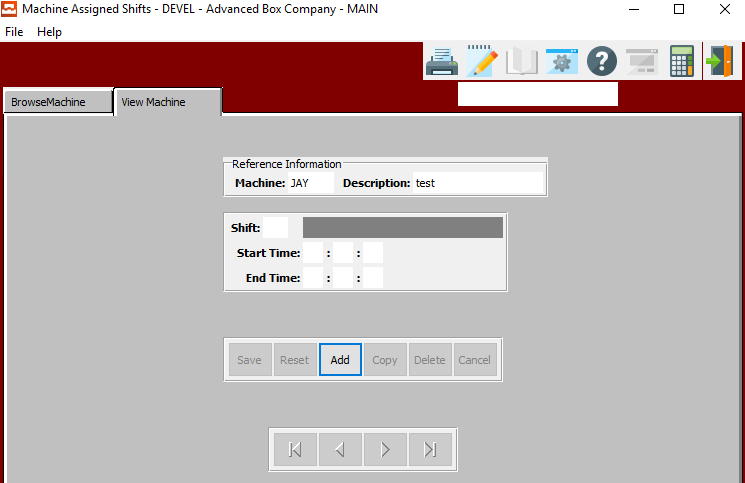 Machine Assigned Shifts - DEVEL - Advanced Box Company - MAIN
File Help
BrowseMachine View Machine
Reference Information
Machine: JAY Description: test
Shift:
Start Time: : :
End Time: : :
Save Reset Add Copy Delete Cancel